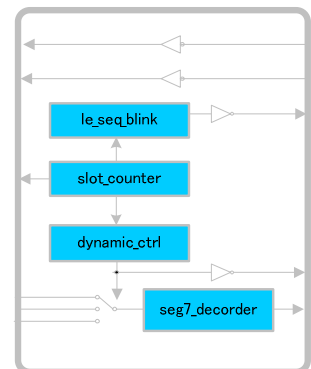 le_seq_blink
slot_counter
dynamic_ctrl
seg7_decorder